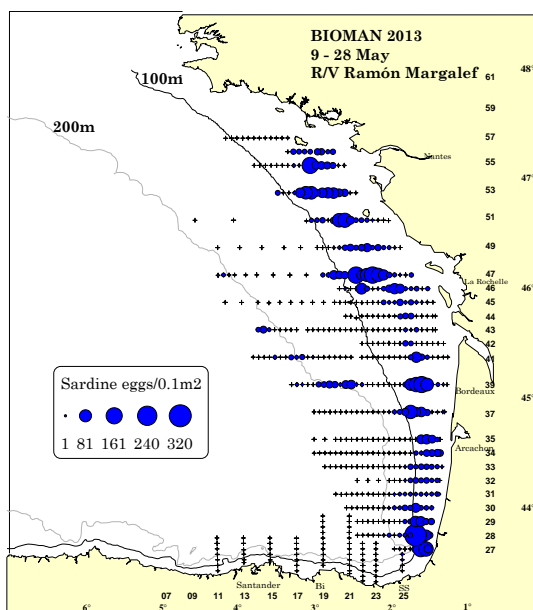 BIOMAN 2013
9 - 28 May
R/V Ramón Margalef
48°
61
100m
59
200m
57
Nantes
55
47°
53
51
49
47
La Rochelle
46
46°
45
44
43
42
41
Sardine eggs/0.1m2
1 81 161 240 320
39
Bordeaux
45°
37
35
Arcachon
34
33
32
31
30
44°
29
28
27
Santander Bi SS
07 09 11 13 15 17 19 21 23 25
6° 5° 4° 3° 2° 1°